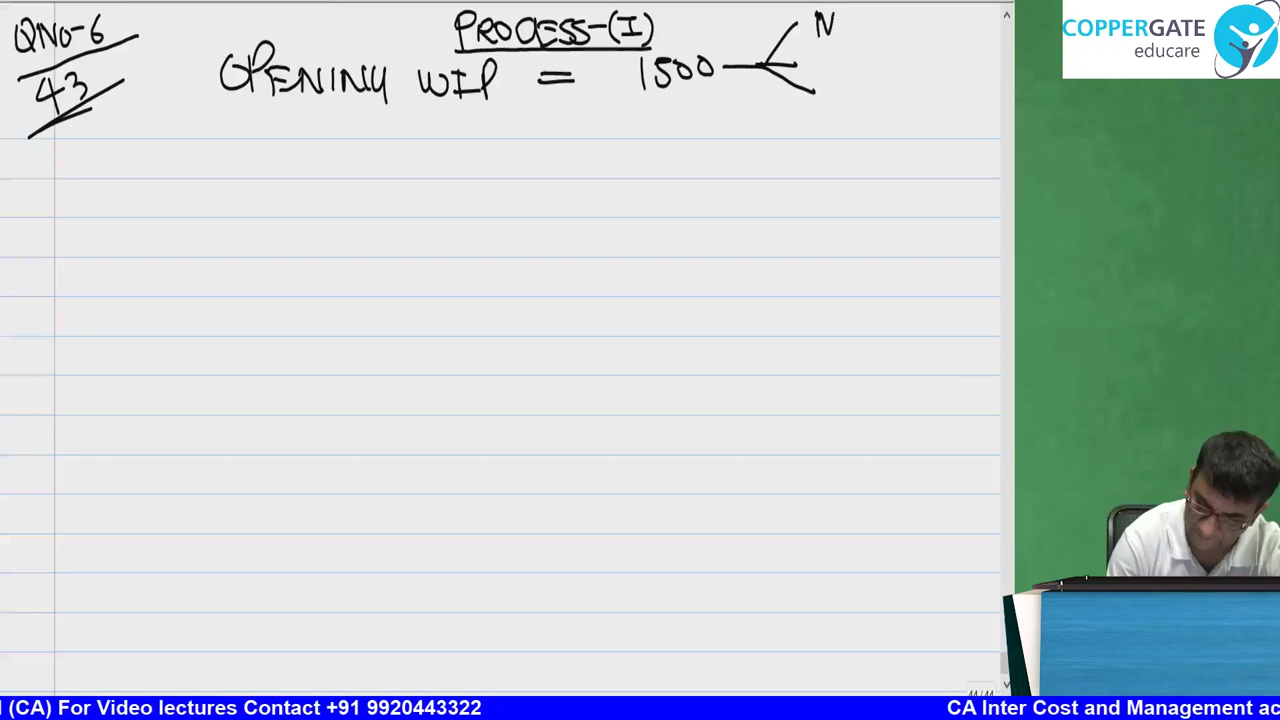 QNo-6
43
PROCESS-(I)
OPENING WIP = 1500
N
COPPERGATE
educare
(CA) For Video lectures Contact +91 9920443322
CA Inter Cost and Management ac